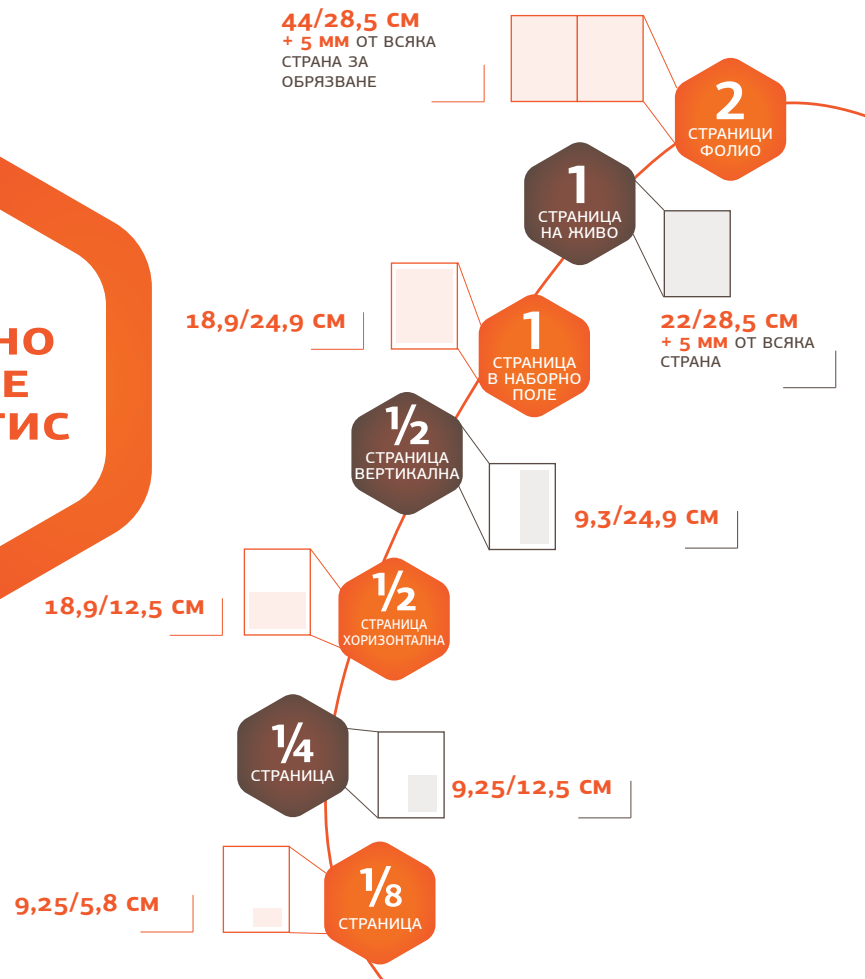 44/28,5 СМ
+ 5 ММ ОТ ВСЯКА
СТРАНА ЗА
ОБРЯЗВАНЕ
2
СТРАНИЦИ
ФОЛИО
1
СТРАНИЦА
НА ЖИВО
22/28,5 СМ
+ 5 ММ ОТ ВСЯКА
СТРАНА
18,9/24,9 СМ
1
СТРАНИЦА
В НАБОРНО
ПОЛЕ
½
СТРАНИЦА
ВЕРТИКАЛНА
9,3/24,9 СМ
18,9/12,5 СМ
½
СТРАНИЦА
ХОРИЗОНТАЛНА
¼
СТРАНИЦА
9,25/12,5 СМ
9,25/5,8 СМ
⅛
СТРАНИЦА